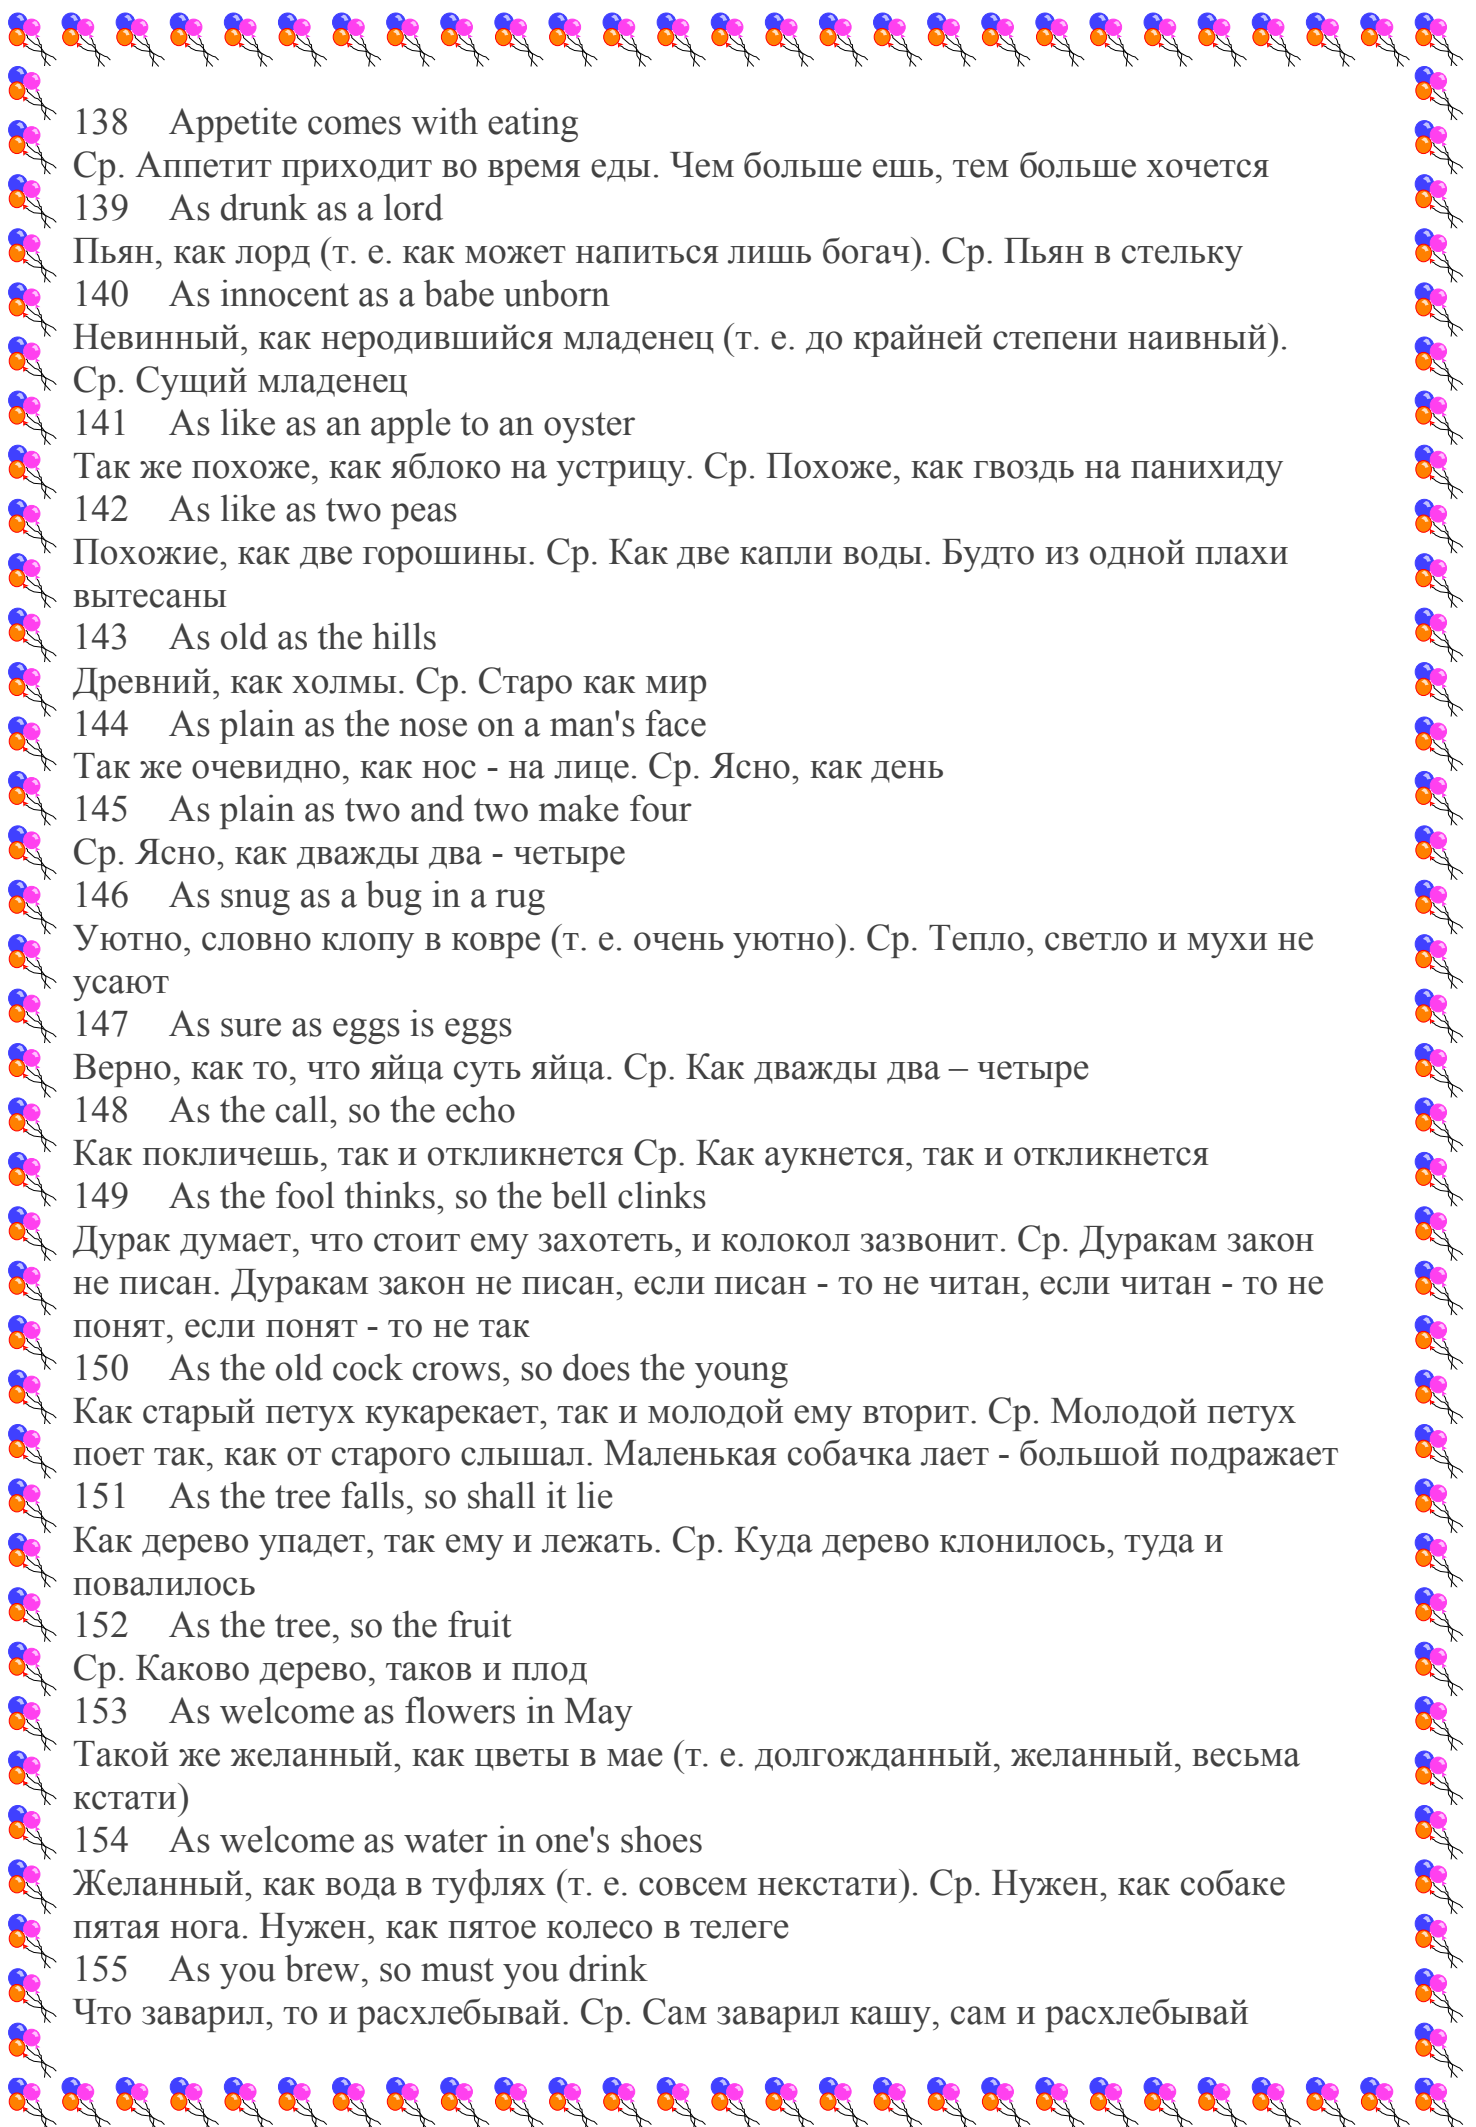 138 Appetite comes with eating
Ср. Аппетит приходит во время еды. Чем больше ешь, тем больше хочется
139 As drunk as a lord
Пьян, как лорд (т. е. как может напиться лишь богач). Ср. Пьян в стельку
140 As innocent as a babe unborn
Невинный, как неродившийся младенец (т. е. до крайней степени наивный).
Ср. Сущий младенец
141 As like as an apple to an oyster
Так же похоже, как яблоко на устрицу. Ср. Похоже, как гвоздь на панихиду
142 As like as two peas
Похожие, как две горошины. Ср. Как две капли воды. Будто из одной плахи
вытесаны
143 As old as the hills
Древний, как холмы. Ср. Старо как мир
144 As plain as the nose on a man's face
Так же очевидно, как нос - на лице. Ср. Ясно, как день
145 As plain as two and two make four
Ср. Ясно, как дважды два - четыре
146 As snug as a bug in a rug
Уютно, словно клопу в ковре (т. е. очень уютно). Ср. Тепло, светло и мухи не
усают
147 As sure as eggs is eggs
Верно, как то, что яйца суть яйца. Ср. Как дважды два – четыре
148 As the call, so the echo
Как покличешь, так и откликнется Ср. Как аукнется, так и откликнется
149 As the fool thinks, so the bell clinks
Дурак думает, что стоит ему захотеть, и колокол зазвонит. Ср. Дуракам закон
не писан. Дуракам закон не писан, если писан - то не читан, если читан - то не
понят, если понят - то не так
150 As the old cock crows, so does the young
Как старый петух кукарекает, так и молодой ему вторит. Ср. Молодой петух
поет так, как от старого слышал. Маленькая собачка лает - большой подражает
151 As the tree falls, so shall it lie
Как дерево упадет, так ему и лежать. Ср. Куда дерево клонилось, туда и
повалилось
152 As the tree, so the fruit
Ср. Каково дерево, таков и плод
153 As welcome as flowers in May
Такой же желанный, как цветы в мае (т. е. долгожданный, желанный, весьма
кстати)
154 As welcome as water in one's shoes
Желанный, как вода в туфлях (т. е. совсем некстати). Ср. Нужен, как собаке
пятая нога. Нужен, как пятое колесо в телеге
155 As you brew, so must you drink
Что заварил, то и расхлебывай. Ср. Сам заварил кашу, сам и расхлебывай